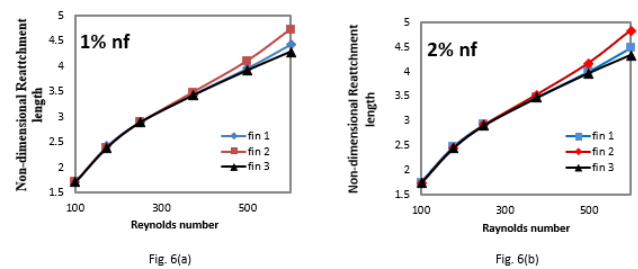 1% nf
Non-dimensional Reattchment
length
5
4.5
4
3.5
3
2.5
2
1.5
100
300
500
Reynolds number
fin 1
fin 2
fin 3
Fig. 6(a)
2% nf
Non-dimensional Reattchment
length
5
4.5
4
3.5
3
2.5
2
1.5
100
300
500
Raynolds number
fin 1
fin 2
fin 3
Fig. 6(b)